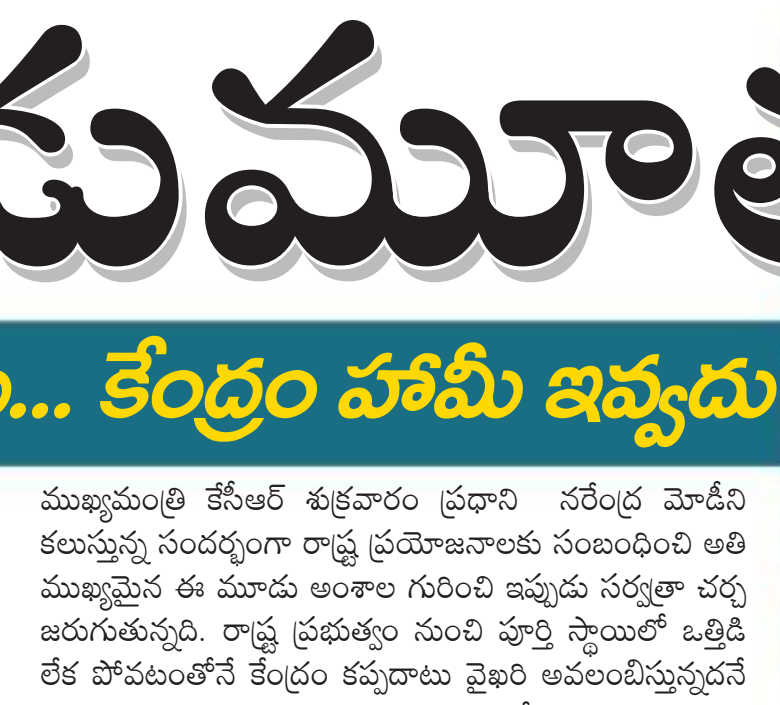 డుమూత
... కేంద్రం హామీ ఇవ్వదు
ముఖ్యమంత్రి కేసీఆర్ శుక్రవారం ప్రధాని నరేంద్ర మోడీని
కలుస్తున్న సందర్భంగా రాష్ట్ర ప్రయోజనాలకు సంబంధించి అతి
ముఖ్యమైన ఈ మూడు అంశాల గురించి ఇప్పుడు సర్వత్రా చర్చ
జరుగుతున్నది. రాష్ట్ర ప్రభుత్వం నుంచి పూర్తి స్థాయిలో ఒత్తిడి
లేక పోవటంతోనే కేంద్రం కప్పదాటు వైఖరి అవలంబిస్తున్నదనే